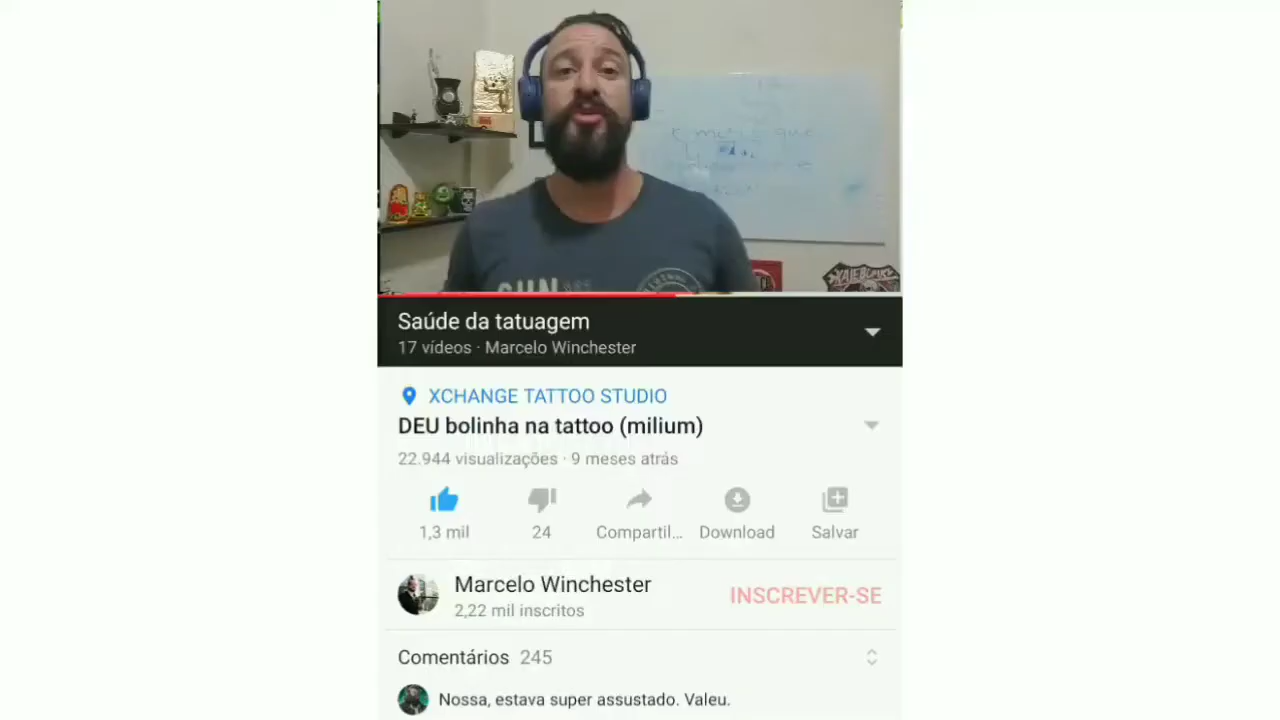 Saúde da tatuagem
17 vídeos · Marcelo Winchester
XCHANGE TATTOO STUDIO
DEU bolinha na tattoo (milium)
22.944 visualizações · 9 meses atrás
1,3 mil
24
Compartil...
Download
Salvar
Marcelo Winchester
2,22 mil inscritos
INSCREVER-SE
Comentários 245
Nossa, estava super assustado. Valeu.